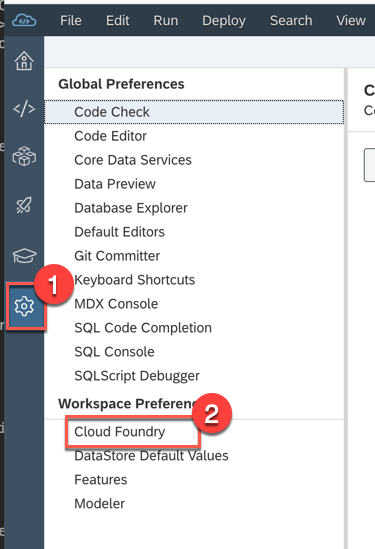 File Edit Run Deploy Search View
Global Preferences
Code Check
Code Editor
Core Data Services
Data Preview
Database Explorer
Default Editors
Git Committer
1
Keyboard Shortcuts
MDX Console
SQL Code Completion
SQL Console
SQLScript Debugger
Workspace Preferen
2
Cloud Foundry
DataStore Default Values
Features
Modeler
C